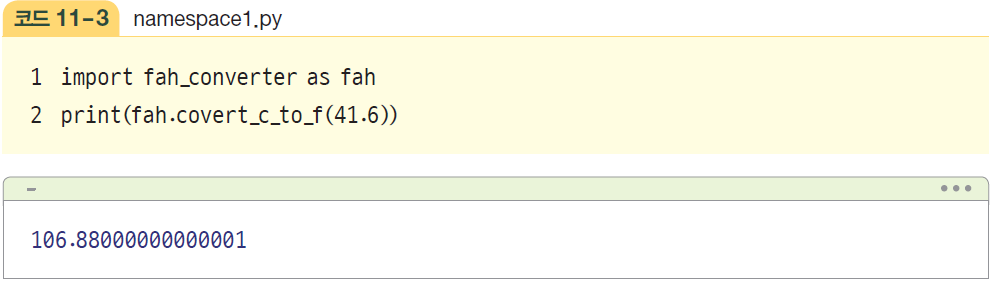 코드 11-3 namespace1.py
1 import fah_converter as fah
2 print(fah.covert_c_to_f(41.6))
106.88000000000001